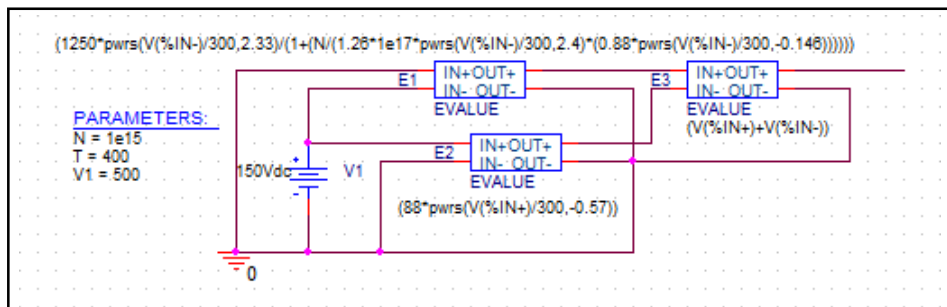 (1250*pwrs(V(%IN-)/300,2.33)/(1+(N/(1.26*1e17*pwrs(V(%IN-)/300,2.4)*(0.88*pwrs(V(%IN-)/300,-0.146))))))
IN+OUT+
E1
IN- OUT-
EVALUE
IN+OUT+
E3
IN- OUT-
EVALUE
(V(%IN+)+V(%IN-))
PARAMETERS:
N = 1e15
T = 400
V1 = 500
IN+OUT+
E2
IN- OUT-
EVALUE
150Vdc
V1
+
-
(88*pwrs(V(%IN+)/300,-0.57))
0